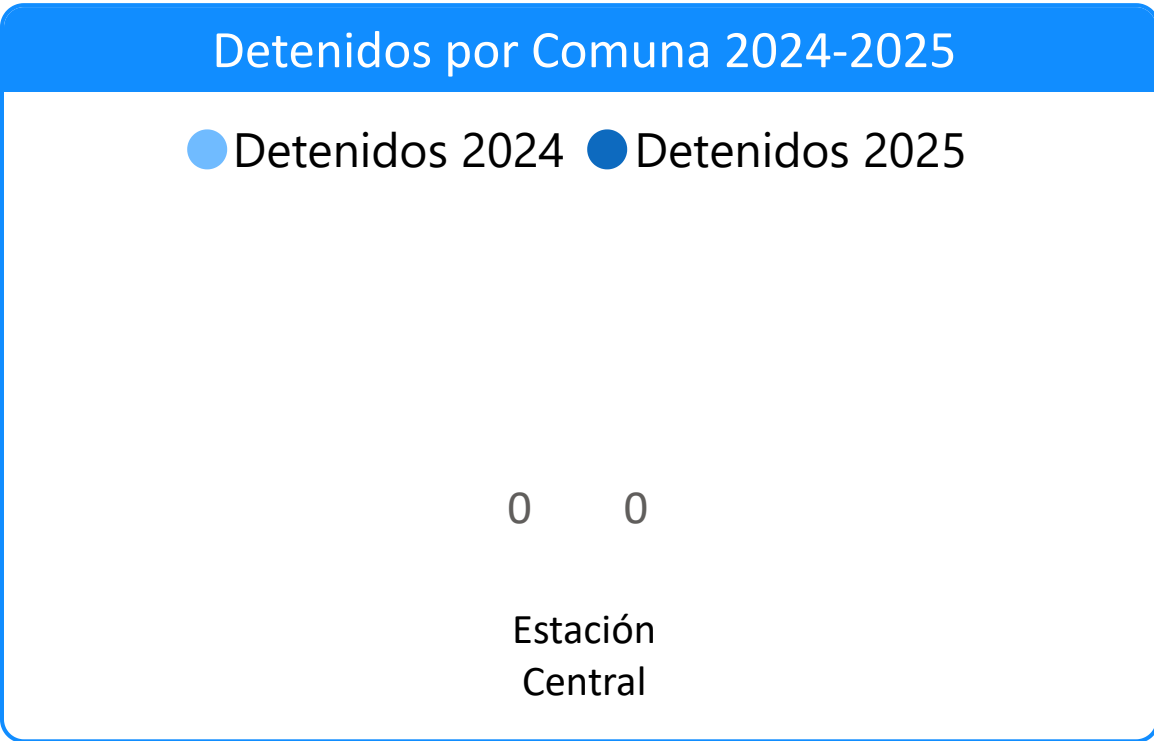 Detenidos por Comuna 2024-2025
Detenidos 2024 Detenidos 2025
0 0
Estación
Central